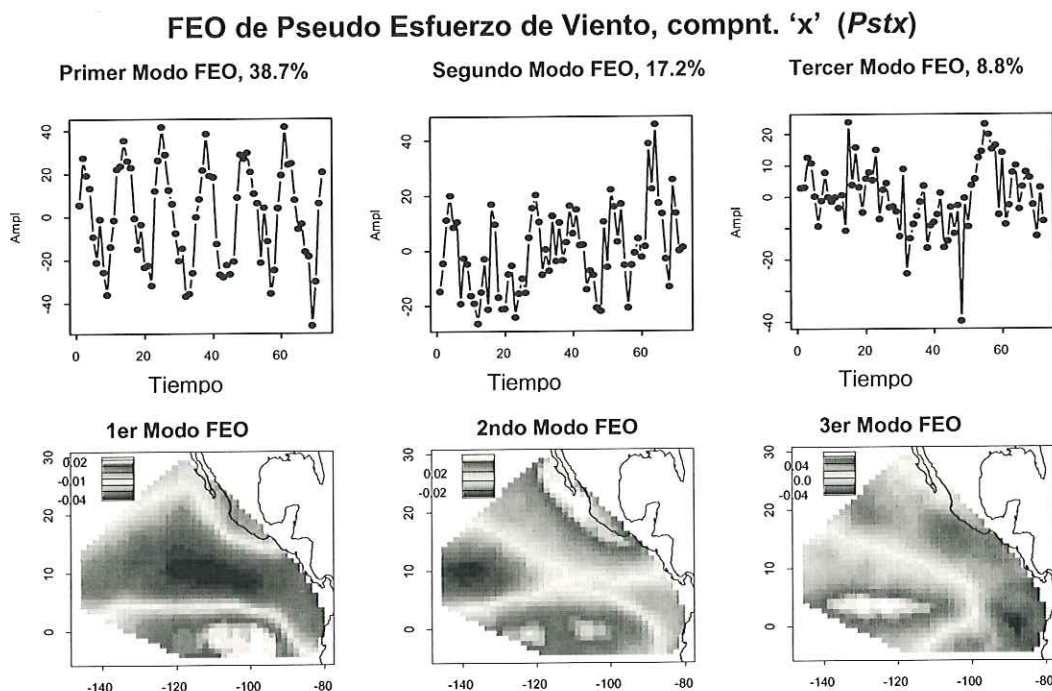 FEO de Pseudo Esfuerzo de Viento, compnt. 'x' (Pstx)
Primer Modo FEO, 38.7%
Segundo Modo FEO, 17.2%
Tercer Modo FEO, 8.8%
40
20
0
-20
-40
Ampl
0 20 40 60
Tiempo
40
20
0
-20
Ampl
0 20 40 60
Tiempo
20
10
0
-10
-20
-40
Ampl
0 20 40 60
Tiempo
1er Modo FEO
2ndo Modo FEO
3er Modo FEO
30
20
10
0
0.02
-0.01
-0.04
-140 -120 -100 -80
30
20
10
0
0.02
-0.02
-140 -120 -100 -80
30
20
10
0
0.04
0.0
-0.04
-140 -120 -100 -80